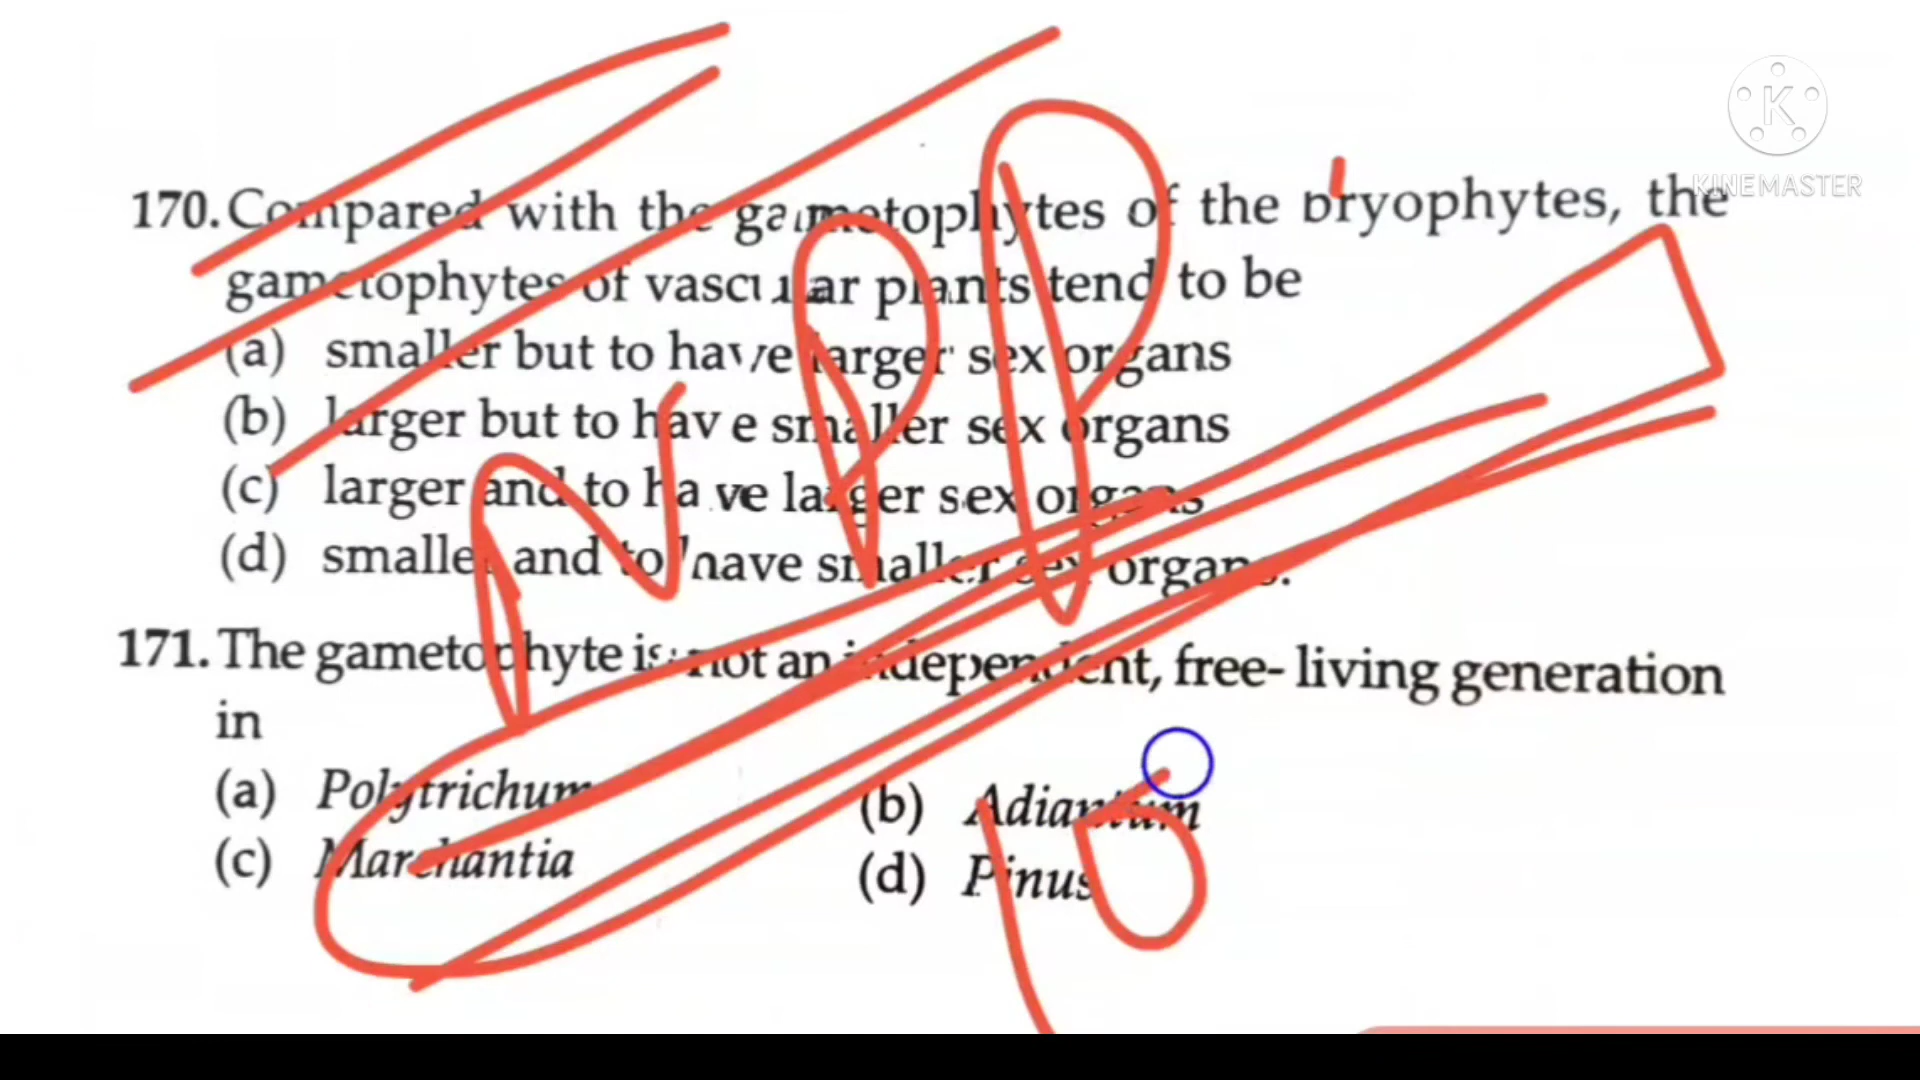 KINEMASTER
170. Compared with the gametophytes of the bryophytes, the
gametophytes of vascular plants tend to be
(a) smaller but to have larger sex organs
(b) larger but to have smaller sex organs
(c) larger and to have larger sex organs
(d) smaller and to have smaller sex organs.
171. The gametophyte is not an independent, free- living generation
in
(a) Polytrichum (b) Adiantum
(c) Marchantia (d) Pinus